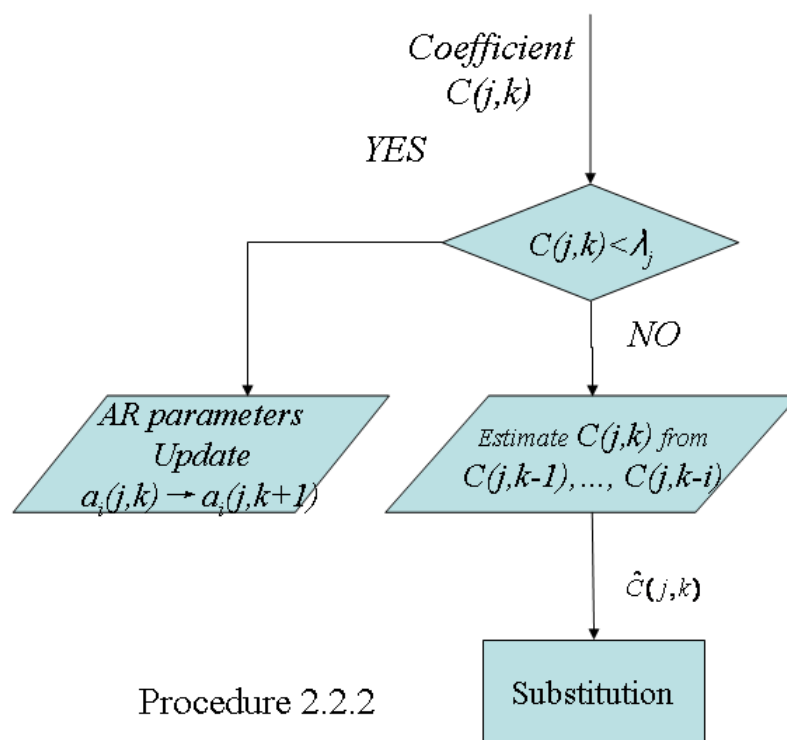 Coefficient
C(j,k)
YES
C(j,k)<λj
NO
AR parameters
Update
ai(j,k)→ai(j,k+1)
Estimate C(j,k) from
C(j,k-1),..., C(j,k-i)
Ĉ(j,k)
Substitution
Procedure 2.2.2